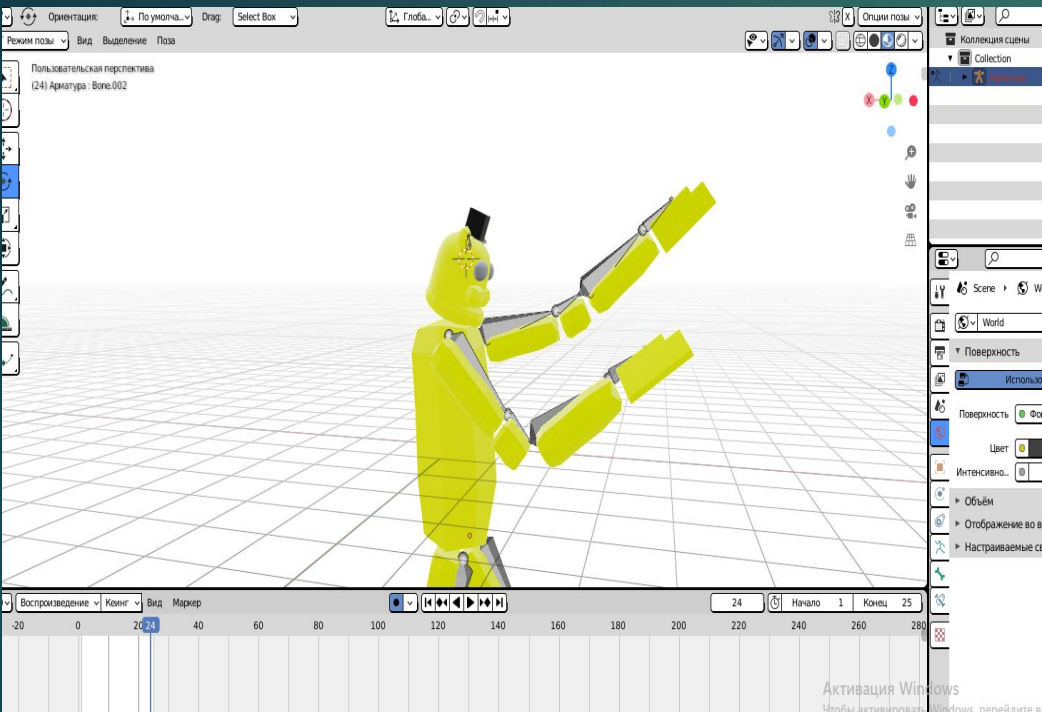 Ориентация: По умолча.. Drag: Select Box Глоба.. X Опции позы
Режим позы Вид Выделение Поза
Пользовательская перспектива
(24) Арматура : Bone.002
Z
X Y
Коллекция сцены
Collection
Scene
World
Поверхность
Использо
Поверхность
Цвет
Интенсивно..
Объём
Отображение во в
Настраиваемые св
Воспроизведение Кеинг Вид Маркер 24 Начало 1 Конец 25
-20 0 20 24 40 60 80 100 120 140 160 180 200 220 240 260 280
Активация Windows
Чтобы активировать Windows, перейдите в